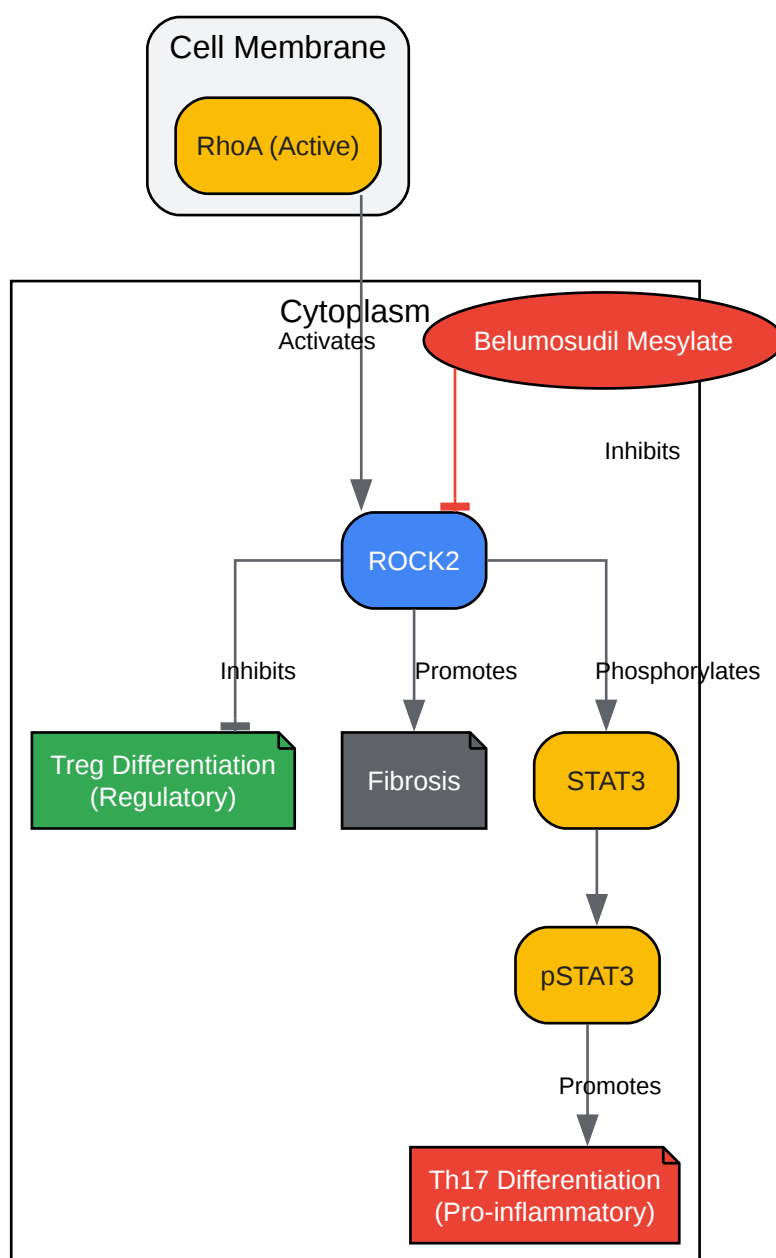 Cell Membrane
RhoA (Active)
Cytoplasm
Activates
Belumosudil Mesylate
Inhibits
ROCK2
Inhibits
Promotes
Phosphorylates
Treg Differentiation
(Regulatory)
Fibrosis
STAT3
pSTAT3
Promotes
Th17 Differentiation
(Pro-inflammatory)